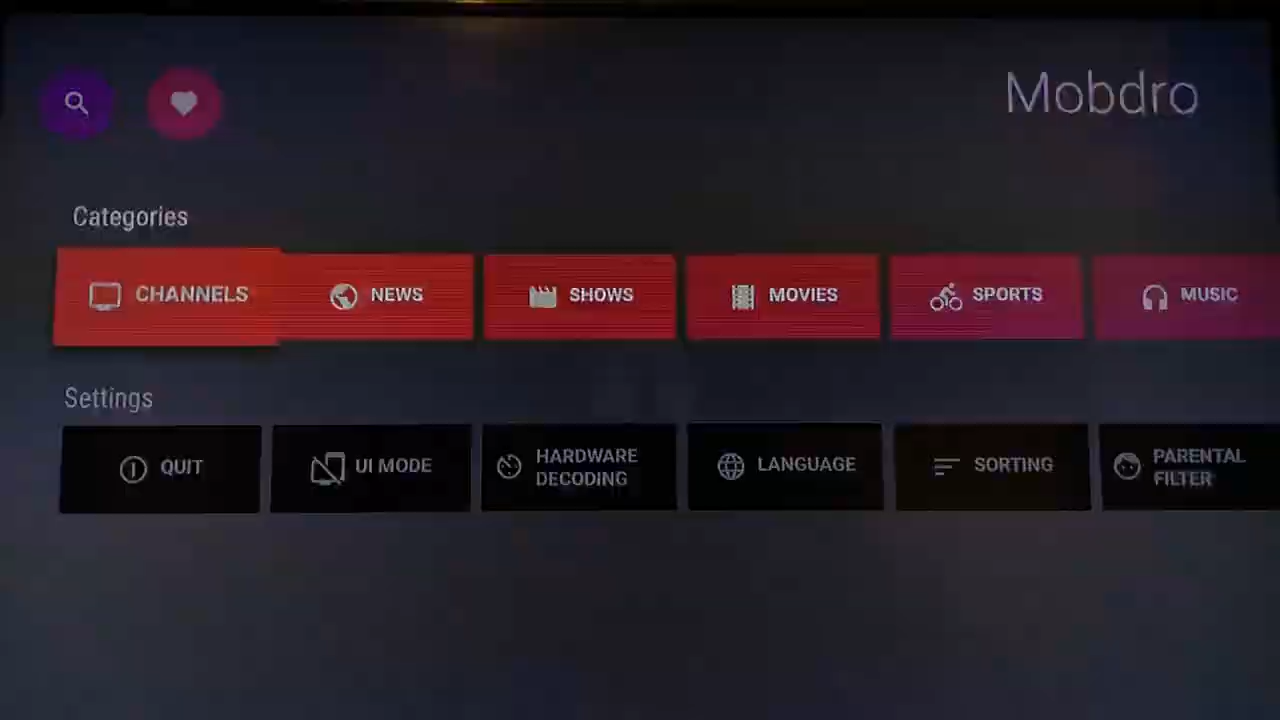 Mobdro
Categories
CHANNELS
NEWS
SHOWS
MOVIES
SPORTS
MUSIC
Settings
QUIT
UI MODE
HARDWARE
DECODING
LANGUAGE
SORTING
PARENTAL
FILTER